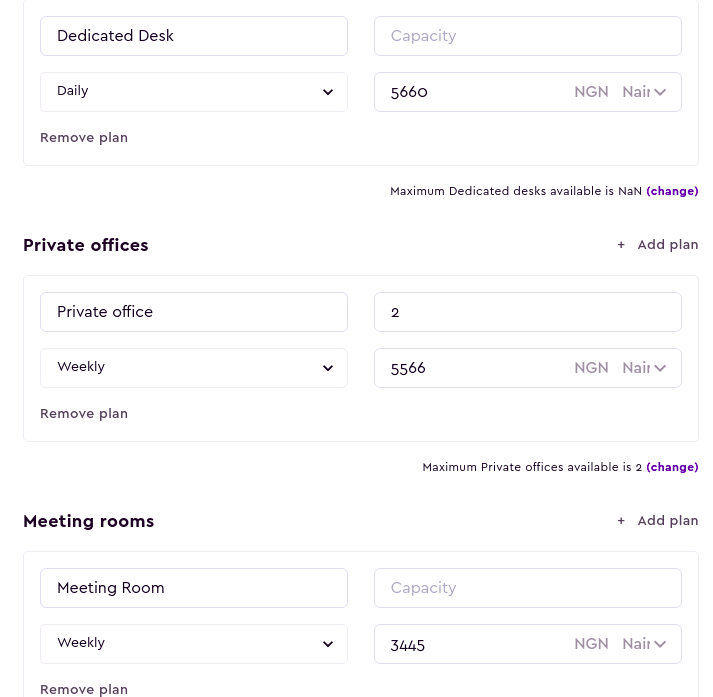 Dedicated Desk
Capacity
Daily
5660
NGN
Nair
Remove plan
Maximum Dedicated desks available is NaN (change)
Private offices
+ Add plan
Private office
2
Weekly
5566
NGN
Nair
Remove plan
Maximum Private offices available is 2 (change)
Meeting rooms
+ Add plan
Meeting Room
Capacity
Weekly
3445
NGN
Nair
Remove plan